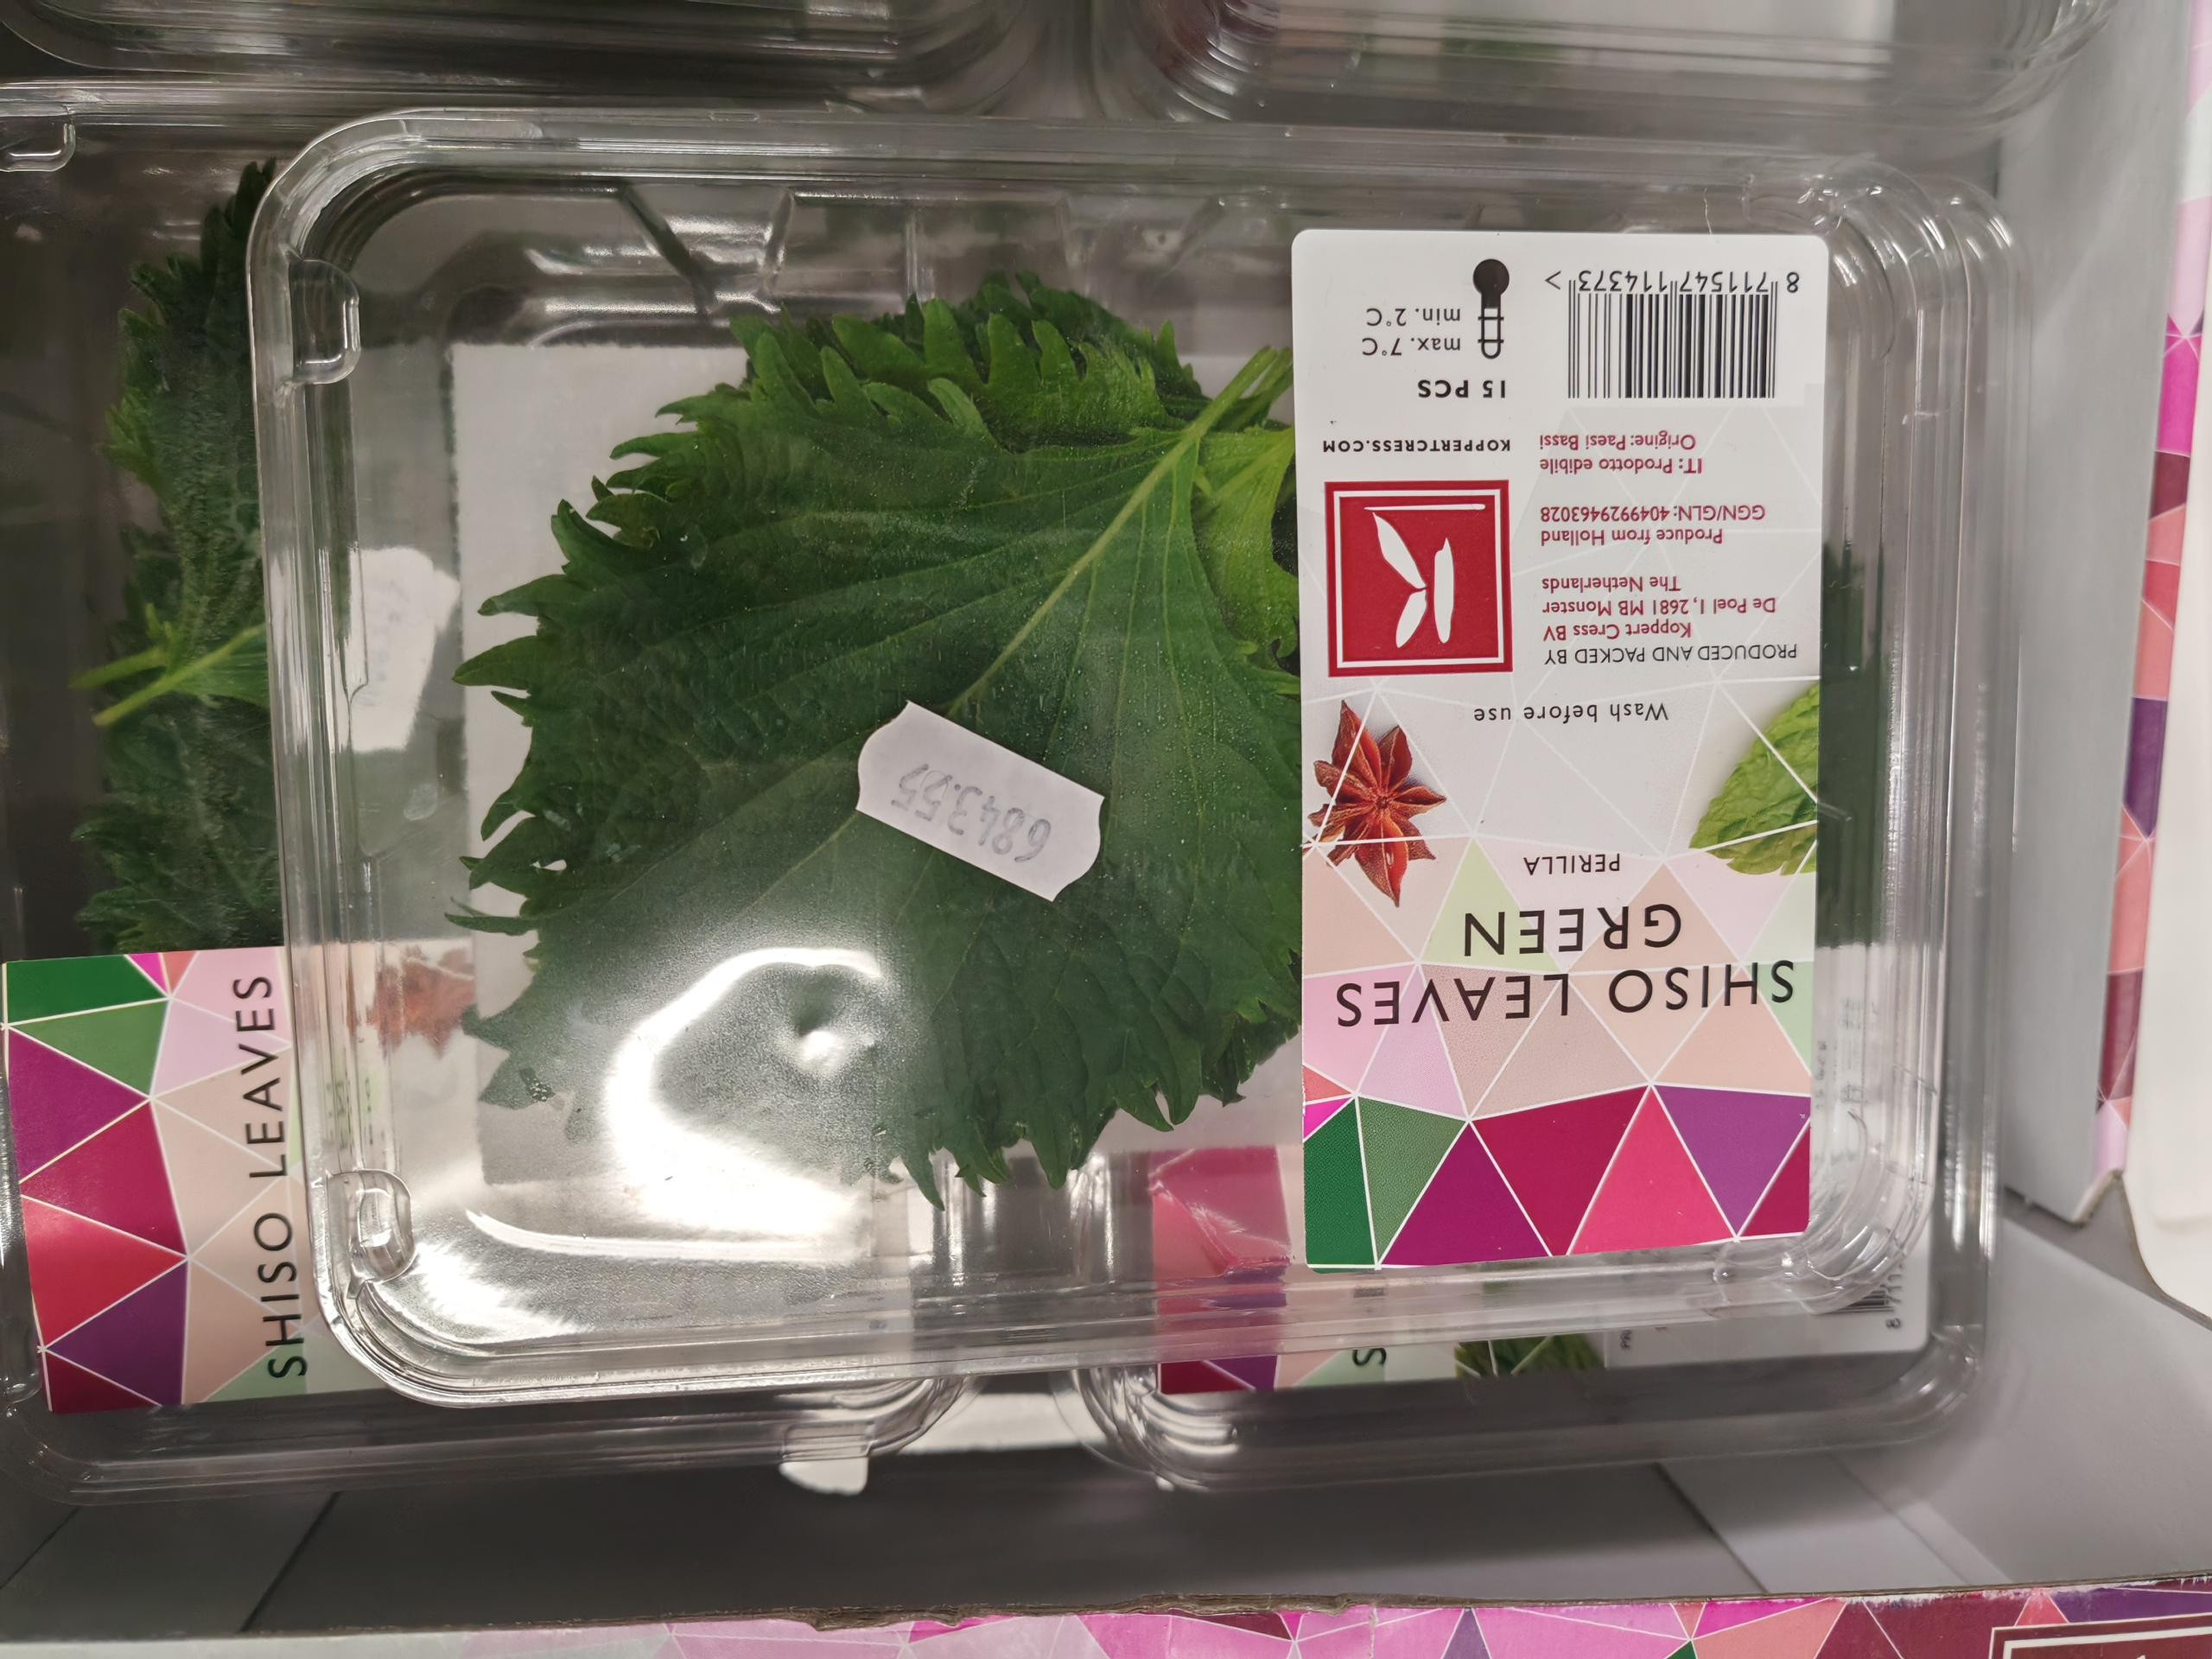 SHISO LEAVES
GREEN
PERILLA
Wash before use
PRODUCED AND PACKED BY
Koppert Cress BV
De Poel 1, 2681 MB Monster
The Netherlands
Produce from Holland
GGN/GLN: 4049929463028
IT: Prodotto edibile
Origine: Paesi Bassi
KOPPERTCRESS.COM
15 PCS
max. 7°C
min. 2°C
8 711547 114373 >
684355
SHISO LEAVES
S